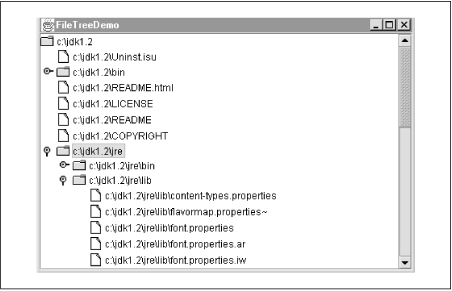 FileTreeDemo
c:\jdk1.2
c:\jdk1.2\Uninst.isu
c:\jdk1.2\bin
c:\jdk1.2\README.html
c:\jdk1.2\LICENSE
c:\jdk1.2\README
c:\jdk1.2\COPYRIGHT
c:\jdk1.2\jre
c:\jdk1.2\jre\bin
c:\jdk1.2\jre\lib
c:\jdk1.2\jre\lib\content-types.properties
c:\jdk1.2\jre\lib\flavormap.properties~
c:\jdk1.2\jre\lib\font.properties
c:\jdk1.2\jre\lib\font.properties.ar
c:\jdk1.2\jre\lib\font.properties.iw